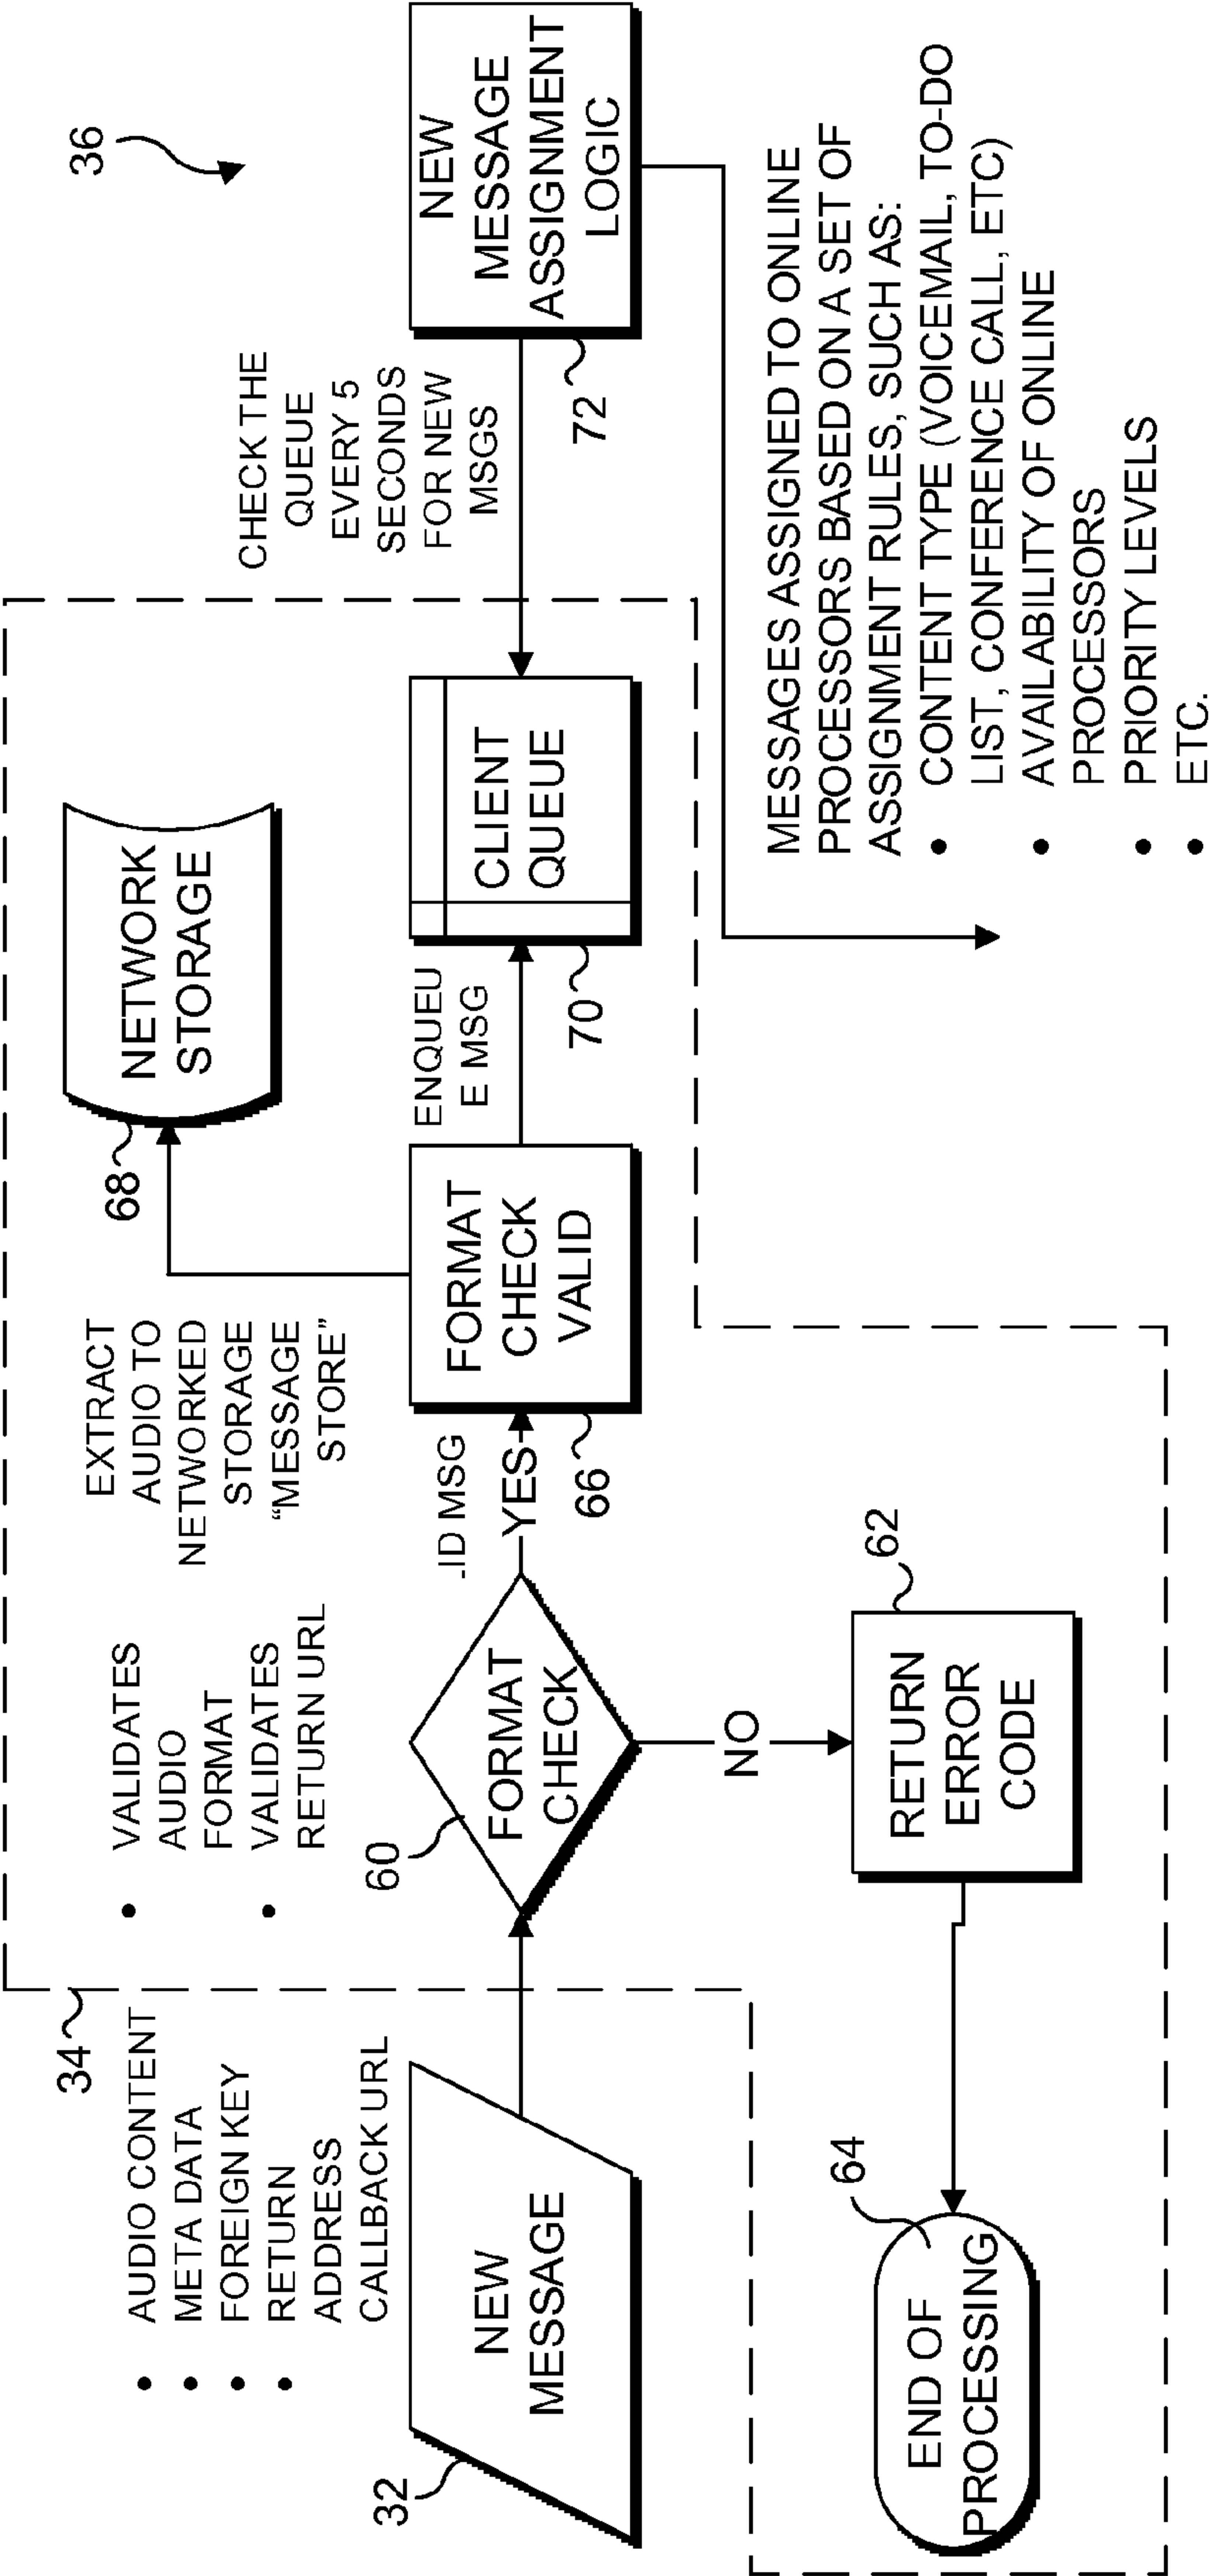 36
34
• AUDIO CONTENT
• META DATA
• FOREIGN KEY
• RETURN
ADDRESS
CALLBACK URL
• VALIDATES
AUDIO
FORMAT
• VALIDATES
RETURN URL
EXTRACT
AUDIO TO
NETWORKED
STORAGE
“MESSAGE
STORE”
68
NETWORK
STORAGE
CHECK THE
QUEUE
EVERY 5
SECONDS
FOR NEW
MSGS
32
NEW
MESSAGE
60
FORMAT
CHECK
.ID MSG
YES
66
FORMAT
CHECK
VALID
ENQUEU
E MSG
70
CLIENT
QUEUE
72
NEW
MESSAGE
ASSIGNMENT
LOGIC
NO
62
RETURN
ERROR
CODE
64
END OF
PROCESSING
MESSAGES ASSIGNED TO ONLINE
PROCESSORS BASED ON A SET OF
ASSIGNMENT RULES, SUCH AS:
• CONTENT TYPE (VOICEMAIL, TO-DO
LIST, CONFERENCE CALL, ETC)
• AVAILABILITY OF ONLINE
PROCESSORS
• PRIORITY LEVELS
• ETC.